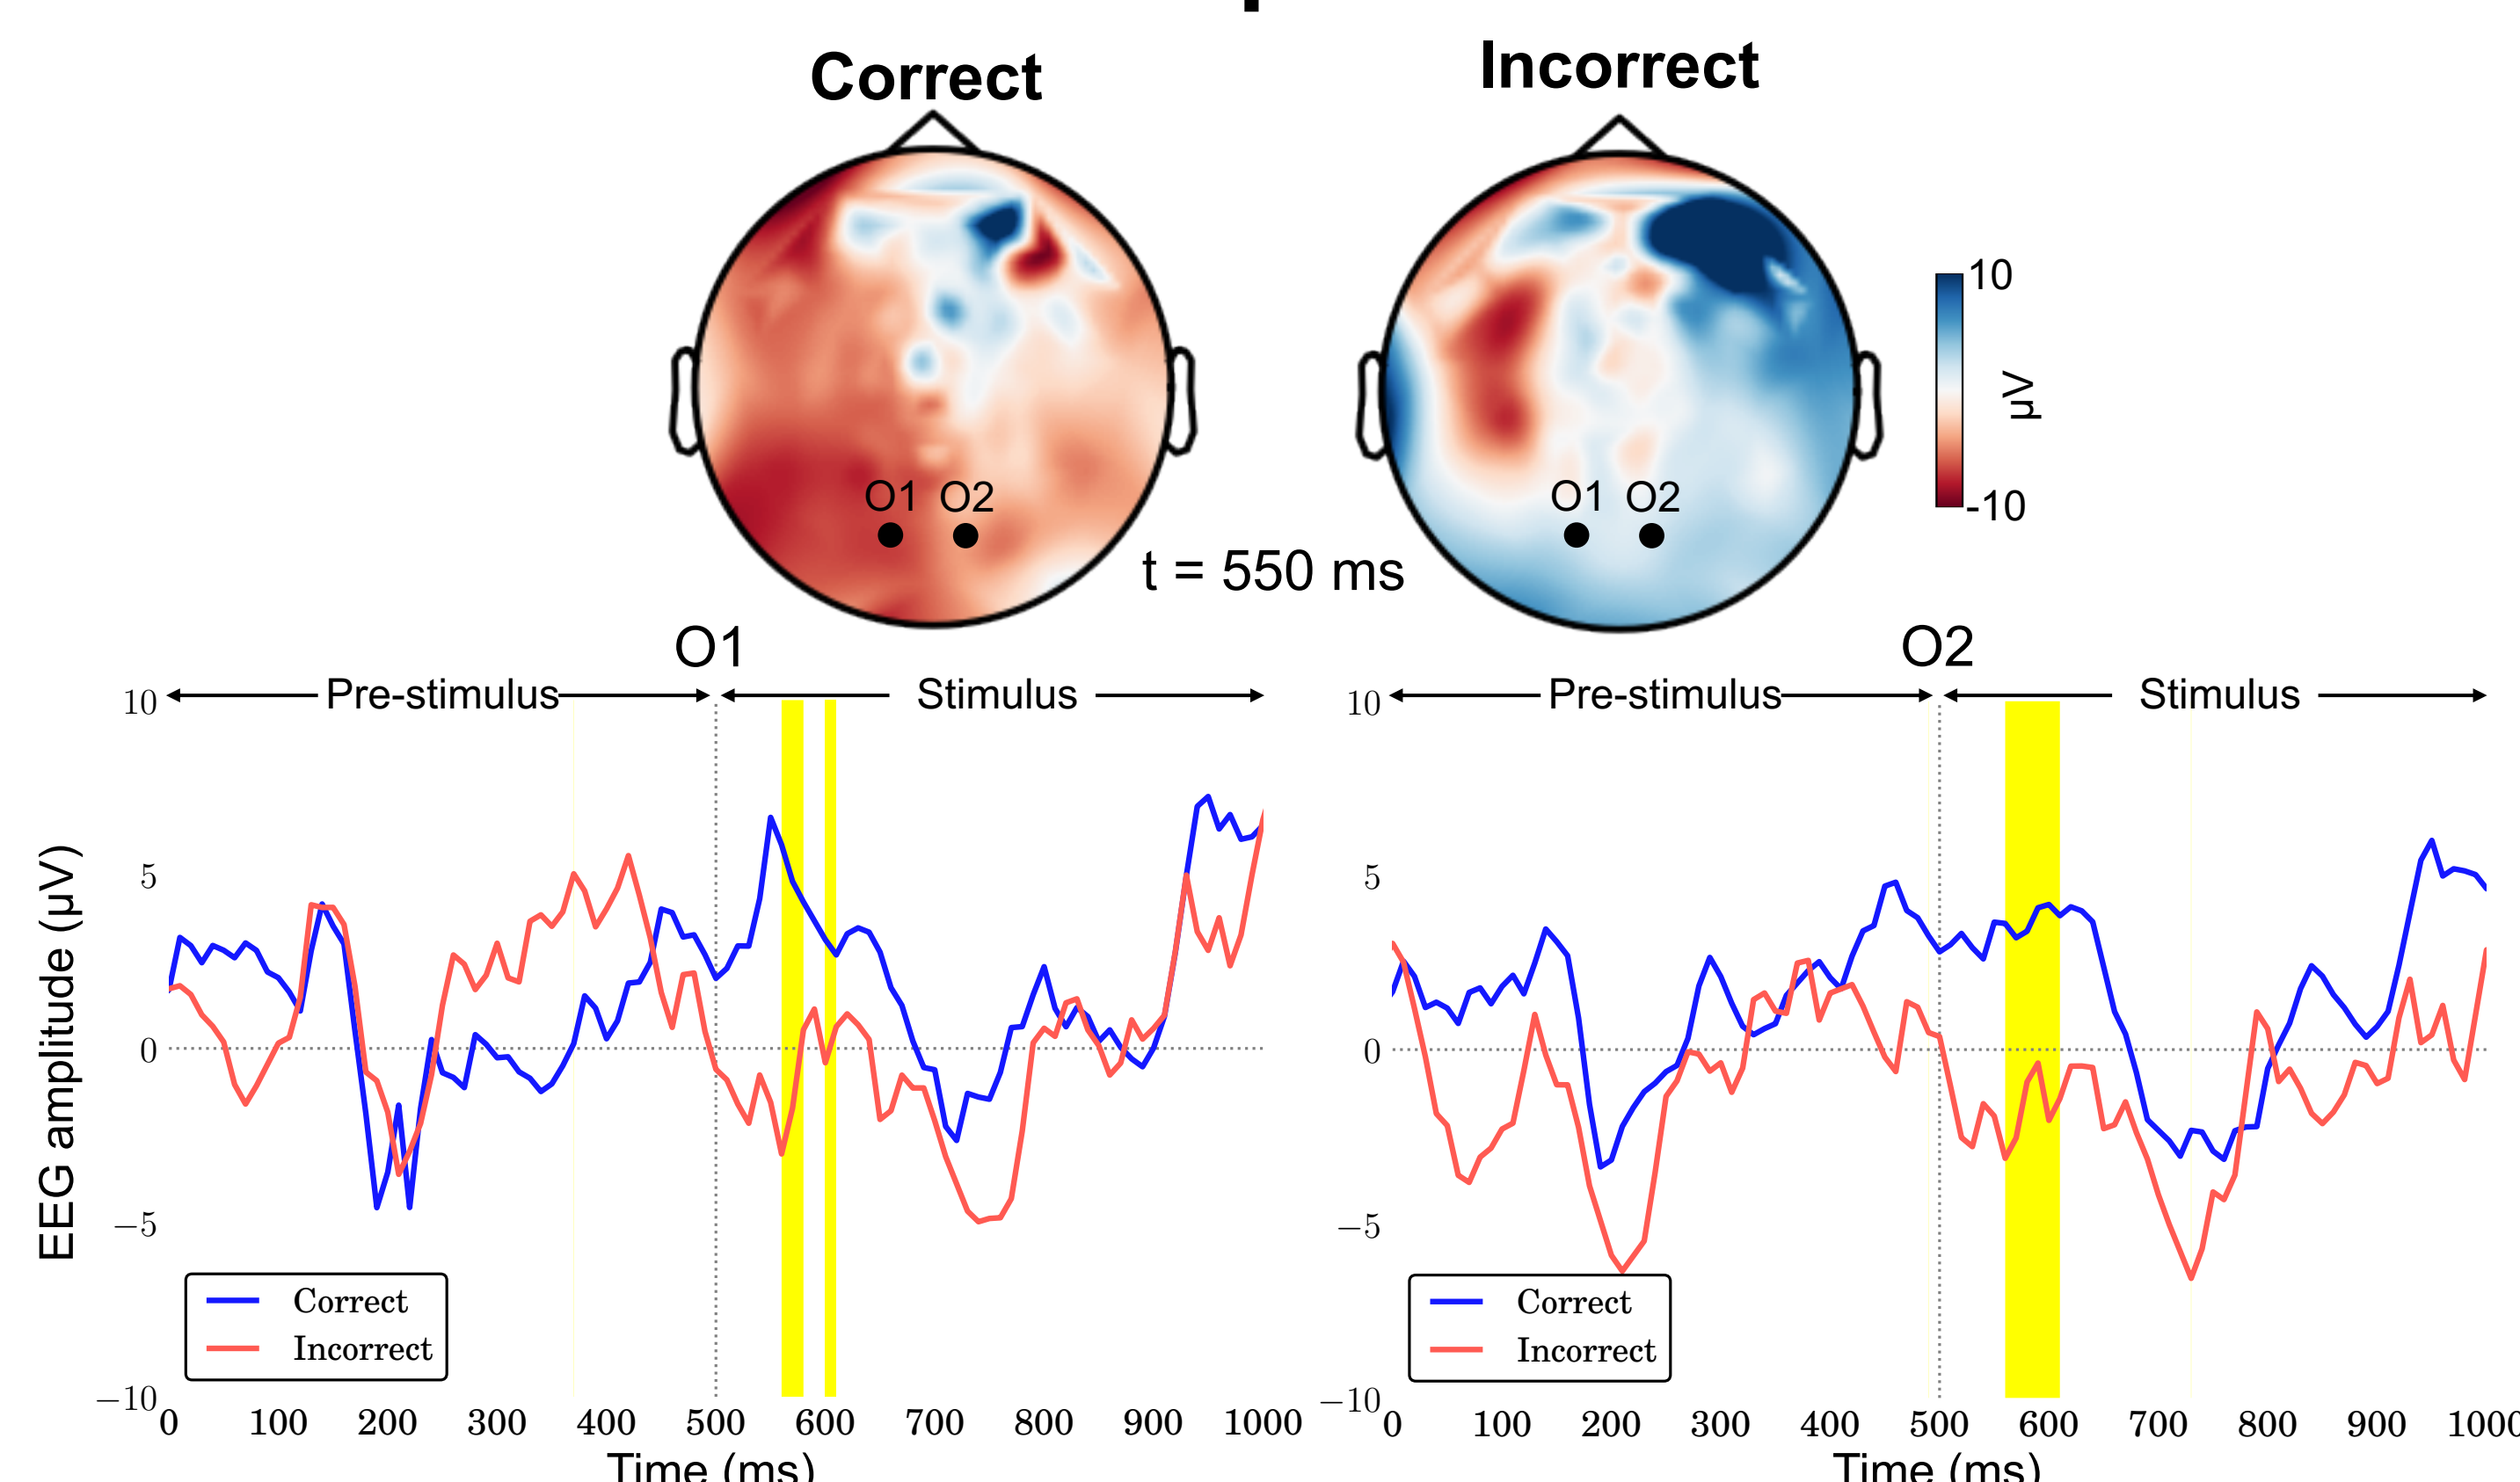 Correct
Incorrect
10
µV
-10
O1 O2
O1 O2
t = 550 ms
O1
Pre-stimulus
Stimulus
10
5
0
−5
−10
EEG amplitude (µV)
Correct
Incorrect
0 100 200 300 400 500 600 700 800 900 1000
Time (ms)
O2
Pre-stimulus
Stimulus
10
5
0
−5
−10
Correct
Incorrect
0 100 200 300 400 500 600 700 800 900 1000
Time (ms)